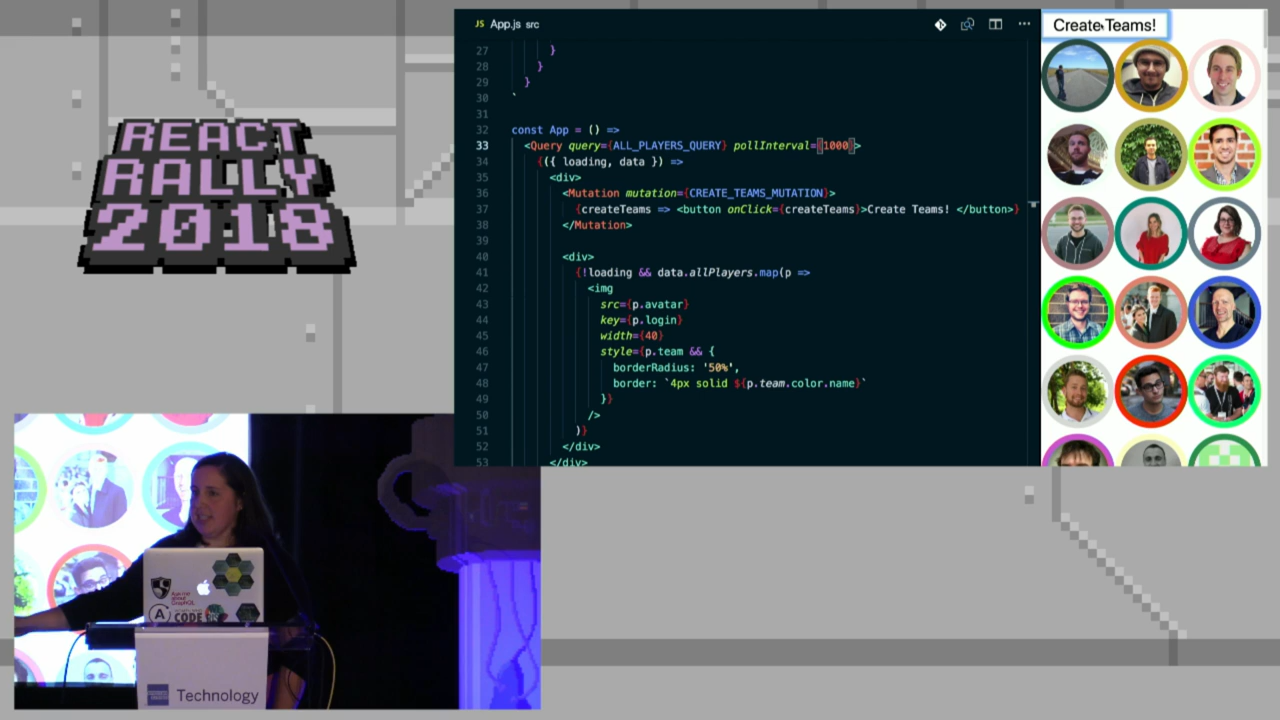 REACT
RALLY
2018
JS App.js src
27 }
28 }
29 }
30 `
31
32 const App = () =>
33 <Query query={ALL_PLAYERS_QUERY} pollInterval={1000}>
34 {({ loading, data }) =>
35 <div>
36 <Mutation mutation={CREATE_TEAMS_MUTATION}>
37 {createTeams => <button onClick={createTeams}>Create Teams! </button>}
38 </Mutation>
39
40 <div>
41 {!loading && data.allPlayers.map(p =>
42 <img
43 src={p.avatar}
44 key={p.login}
45 width={40}
46 style={p.team && {
47 borderRadius: '50%',
48 border: `4px solid ${p.team.color.name}`
49 }}
50 />
51 )}
52 </div>
53 </div>
Create Teams!
GraphQL
A
CODE
Technology